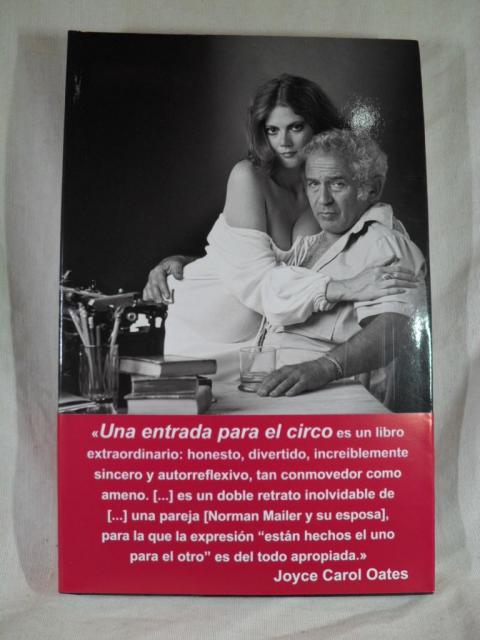 «Una entrada para el circo es un libro
extraordinario: honesto, divertido, increíblemente
sincero y autorreflexivo, tan conmovedor como
ameno. [...] es un doble retrato inolvidable de
[...] una pareja [Norman Mailer y su esposa],
para la que la expresión “están hechos el uno
para el otro” es del todo apropiada.»
Joyce Carol Oates